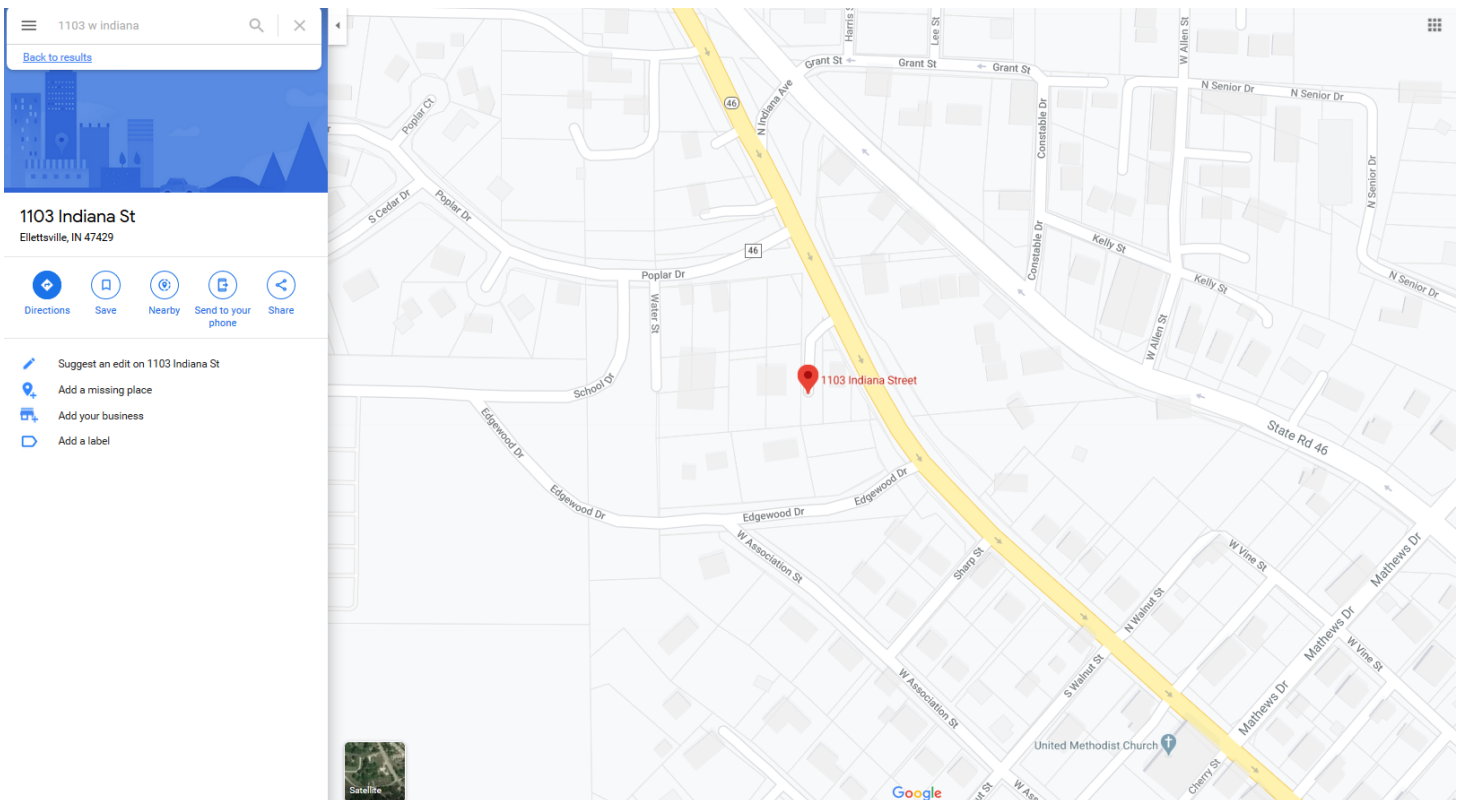 1103 w indiana
Back to results
1103 Indiana St
Ellettsville, IN 47429
Directions
Save
Nearby
Send to your
phone
Share
Suggest an edit on 1103 Indiana St
Add a missing place
Add your business
Add a label
Harris S
Lee St
W Allen St
Grant St
Grant St
Grant St
N Senior Dr
N Senior Dr
46
N Indiana Ave
Poplar Ct
Constable Dr
N Senior Dr
S Cedar Dr
Poplar Dr
46
Constable Dr
Kelly St
Kelly St
N Senior Dr
Poplar Dr
Water St
W Allen St
1103 Indiana Street
School Dr
Edgewood Dr
State Rd 46
Edgewood Dr
Edgewood Dr
Edgewood Dr
W Association St
Sharp St
W Vine St
Mathews Dr
N Walnut St
Mathews Dr
W Vine St
S Walnut St
W Association St
Mathews Dr
United Methodist Church
Cherry St
Satellite
Google
St
W Ass